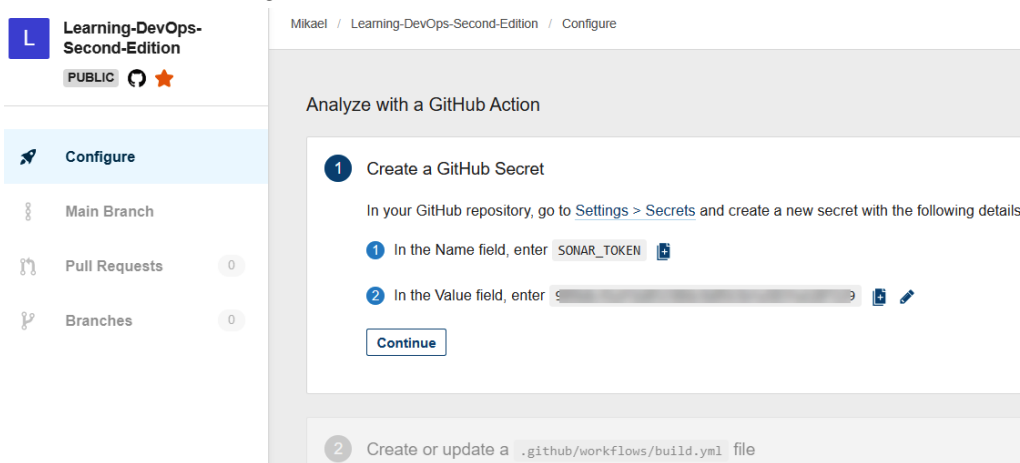 Mikael / Learning-DevOps-Second-Edition / Configure
L
Learning-DevOps-
Second-Edition
PUBLIC
Configure
Main Branch
Pull Requests 0
Branches 0
Analyze with a GitHub Action
1 Create a GitHub Secret
In your GitHub repository, go to Settings > Secrets and create a new secret with the following details
1 In the Name field, enter SONAR_TOKEN
2 In the Value field, enter
Continue
2 Create or update a .github/workflows/build.yml file